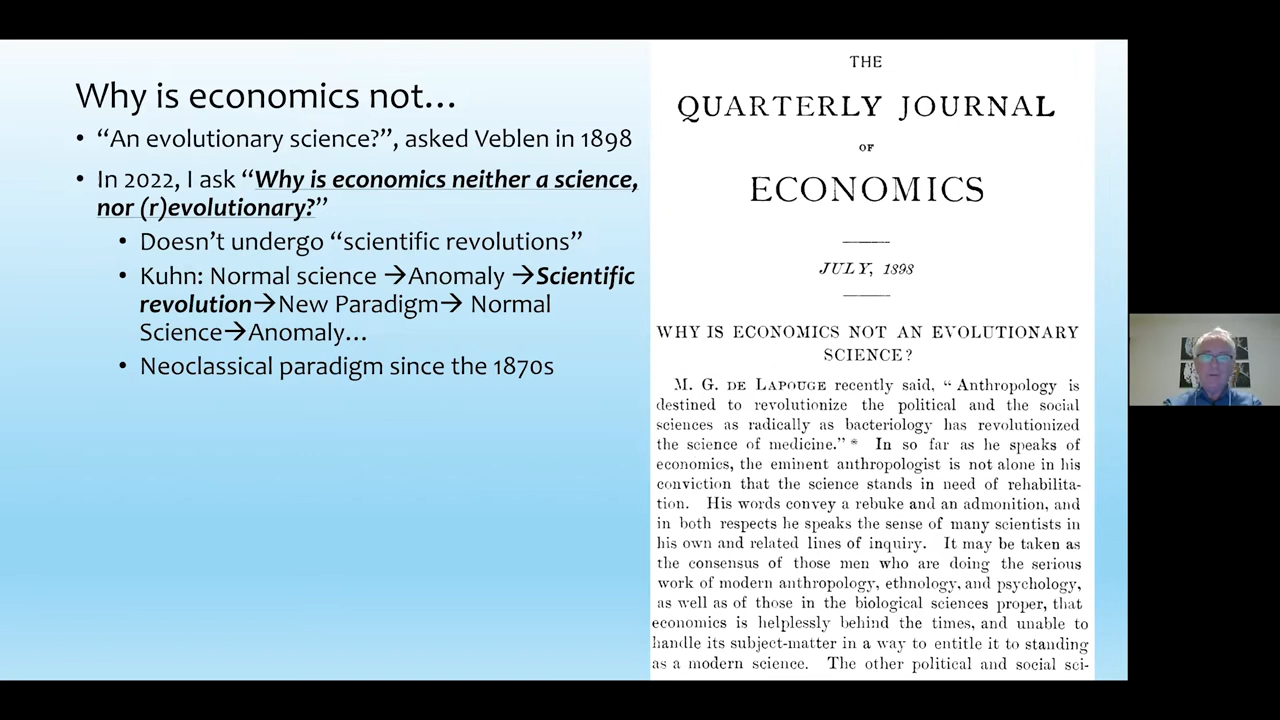 Why is economics not…
• “An evolutionary science?”, asked Veblen in 1898
• In 2022, I ask “Why is economics neither a science,
nor (r)evolutionary?”
• Doesn’t undergo “scientific revolutions”
• Kuhn: Normal science →Anomaly →Scientific
revolution→New Paradigm→ Normal
Science→Anomaly…
• Neoclassical paradigm since the 1870s
THE
QUARTERLY JOURNAL
OF
ECONOMICS
JULY, 1898
WHY IS ECONOMICS NOT AN EVOLUTIONARY
SCIENCE?
M. G. DE LAPOUGE recently said, “Anthropology is
destined to revolutionize the political and the social
sciences as radically as bacteriology has revolutionized
the science of medicine.” * In so far as he speaks of
economics, the eminent anthropologist is not alone in his
conviction that the science stands in need of rehabilita-
tion. His words convey a rebuke and an admonition, and
in both respects he speaks the sense of many scientists in
his own and related lines of inquiry. It may be taken as
the consensus of those men who are doing the serious
work of modern anthropology, ethnology, and psychology,
as well as of those in the biological sciences proper, that
economics is helplessly behind the times, and unable to
handle its subject-matter in a way to entitle it to standing
as a modern science. The other political and social sci-